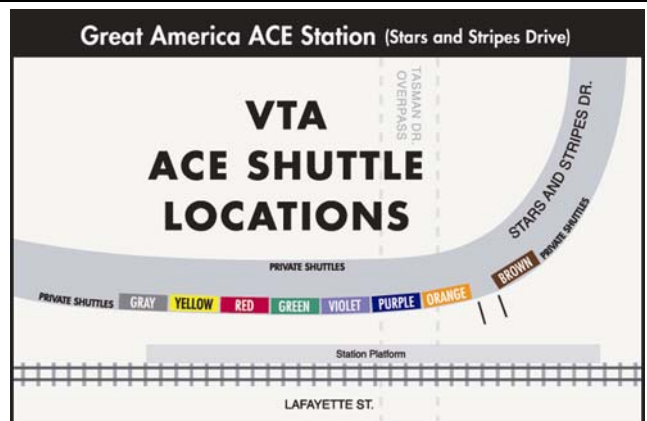 Great America ACE Station (Stars and Stripes Drive)
TASMAN DR.
OVERPASS
VTA
ACE SHUTTLE
LOCATIONS
STARS AND STRIPES DR.
PRIVATE SHUTTLES
PRIVATE SHUTTLES
GRAY
YELLOW
RED
GREEN
VIOLET
PURPLE
ORANGE
BROWN
PRIVATE SHUTTLES
Station Platform
LAFAYETTE ST.